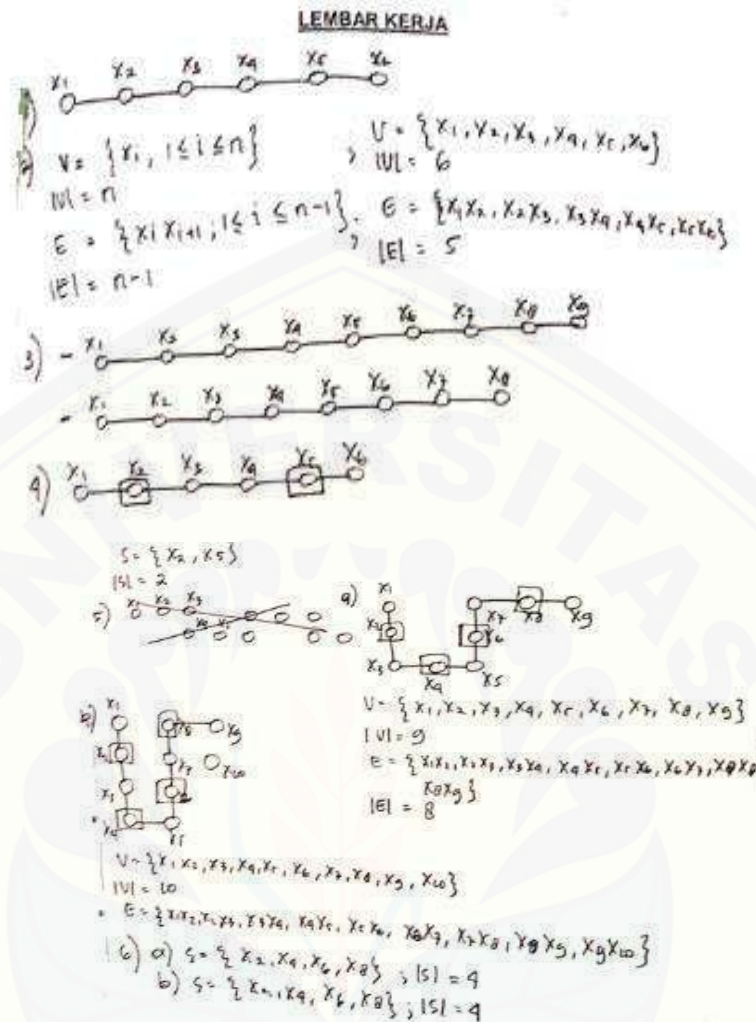 LEMBAR KERJA
x1 x2 x3 x4 x5 x6
1)
2) V = {x1, 1 ≤ i ≤ n} ; V = {x1, x2, x3, x4, x5, x6}
|V| = n |V| = 6
E = {xi xi+1 ; 1 ≤ i ≤ n-1} ; E = {x1x2, x2x3, x3x4, x4x5, x5x6}
|E| = n-1 |E| = 5
3) - x1 x2 x3 x4 x5 x6 x7 x8
- x1 x2 x3 x4 x5 x6 x7 x8
4) x1 x2 x3 x4 x5 x6
S = {x2, x5}
|S| = 2
5) x1 x2 x3
a) x1
x2 x7 x8 x9
x6
x3 x4 x5
V = {x1, x2, x3, x4, x5, x6, x7, x8, x9}
|V| = 9
E = {x1x2, x2x3, x3x4, x4x5, x5x6, x6x7,
x8x9}
|E| = 8
b) x1 x8 x9
x2 x7 x10
x3
x4 x5
V = {x1, x2, x3, x4, x5, x6, x7, x8, x9, x10}
|V| = 10
E = {x1x2, x2x3, x3x4, x4x5, x5x6, x7x8, x8x9, x9x10}
6) a) S = {x2, x4, x6, x8} ; |S| = 4
b) S = {x2, x4, x6, x8} ; |S| = 4
UNIVERSITAS